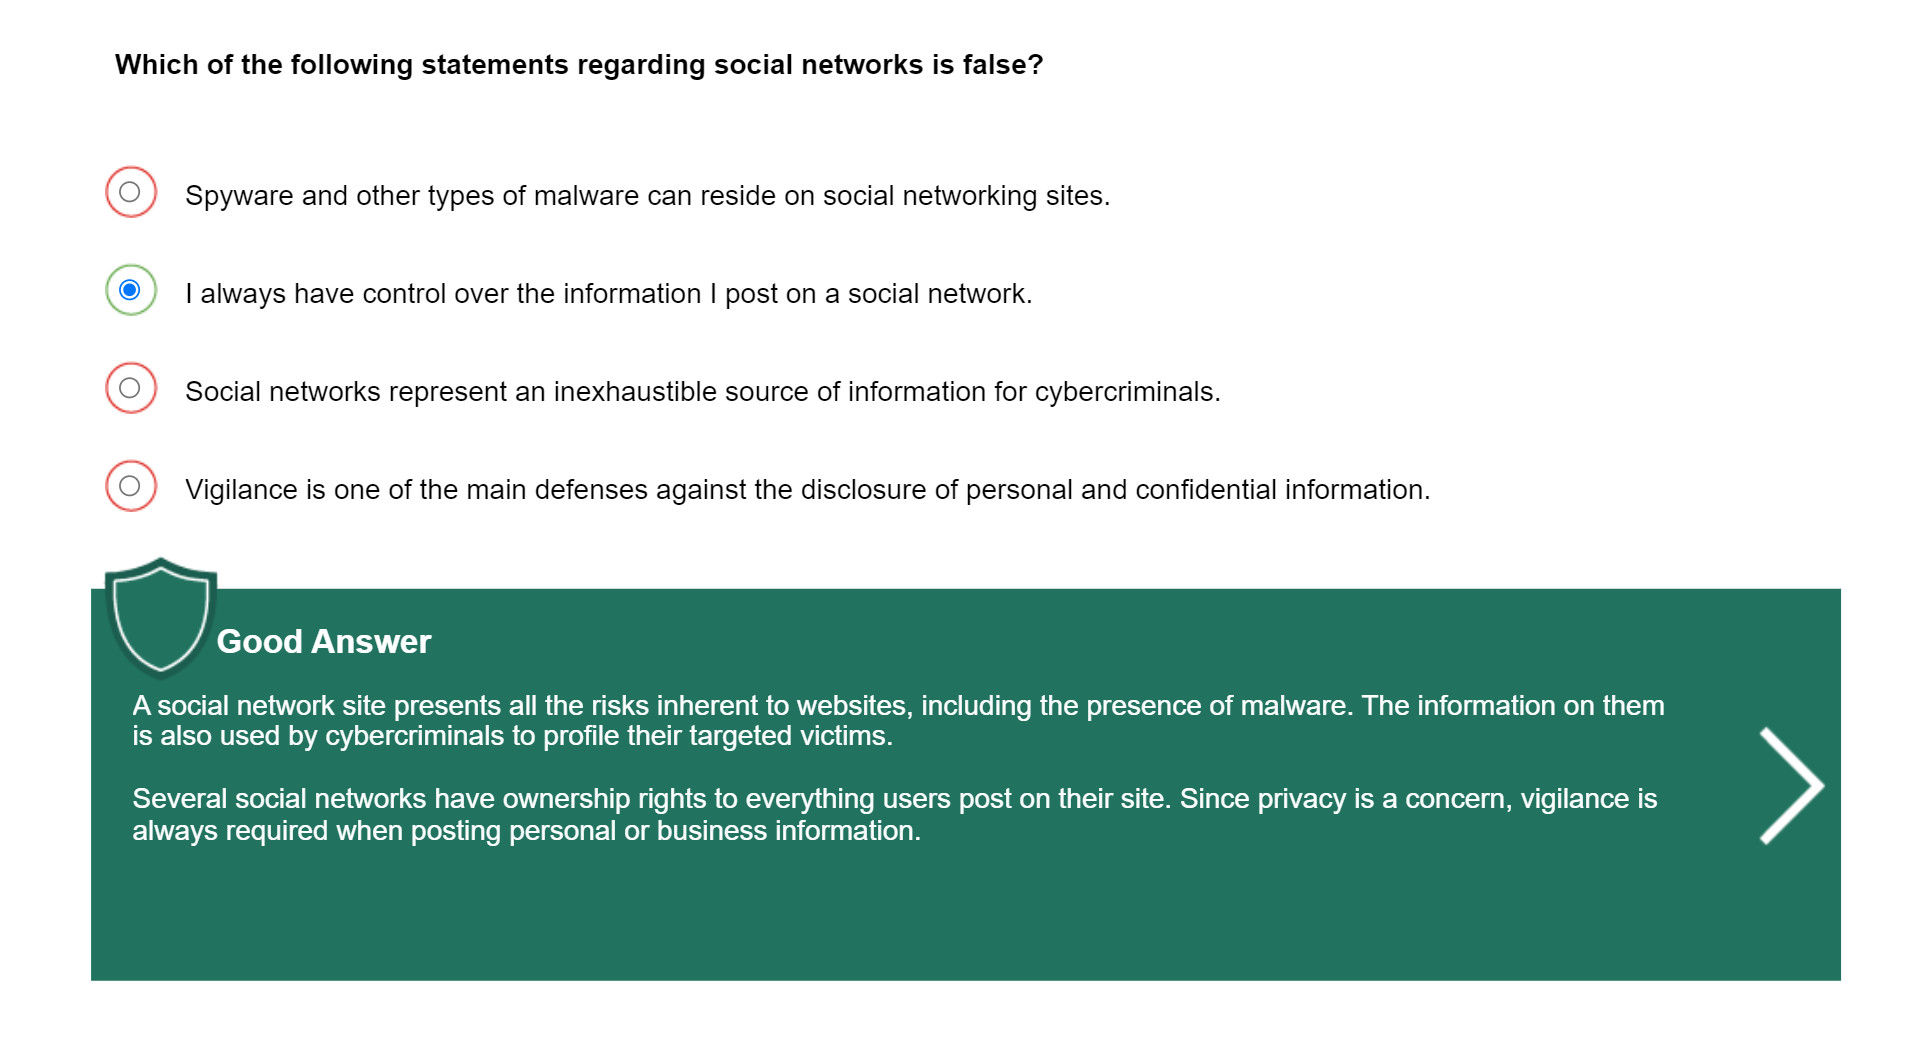 Which of the following statements regarding social networks is false?
Spyware and other types of malware can reside on social networking sites.
I always have control over the information I post on a social network.
Social networks represent an inexhaustible source of information for cybercriminals.
Vigilance is one of the main defenses against the disclosure of personal and confidential information.
Good Answer
A social network site presents all the risks inherent to websites, including the presence of malware. The information on them
is also used by cybercriminals to profile their targeted victims.
Several social networks have ownership rights to everything users post on their site. Since privacy is a concern, vigilance is
always required when posting personal or business information.